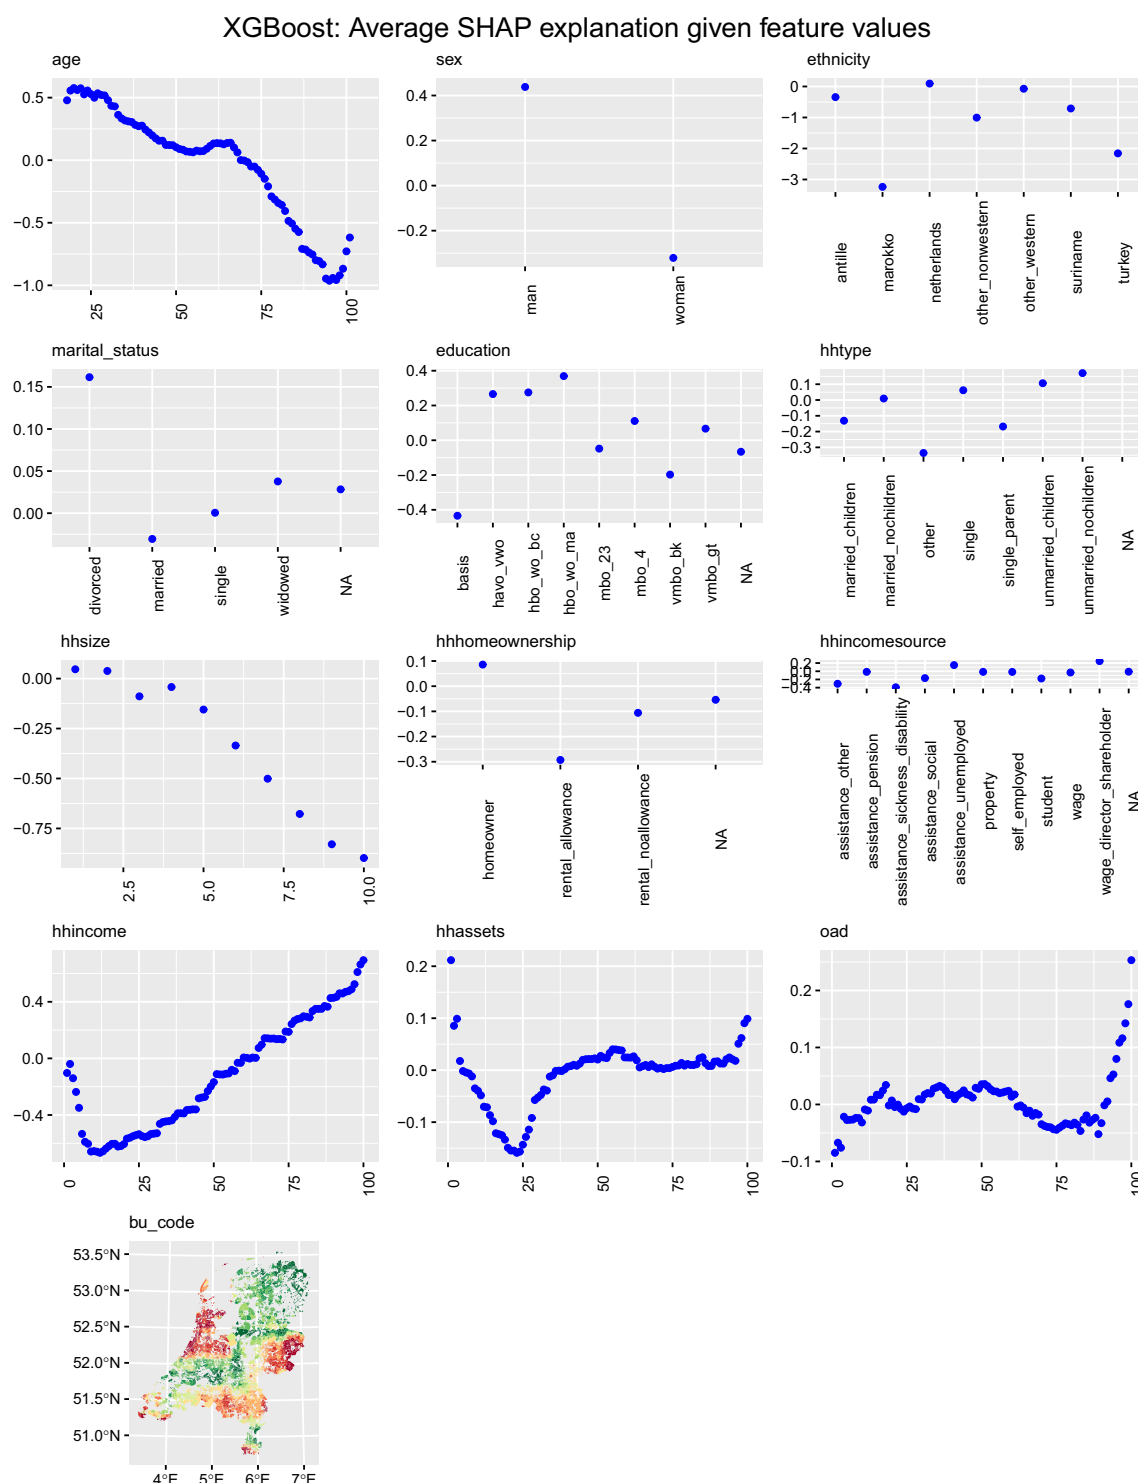 XGBoost: Average SHAP explanation given feature values
age
sex
ethnicity
0.5
0.0
−0.5
−1.0
25
50
75
100
0.4
0.2
0.0
−0.2
man
woman
0
−1
−2
−3
antille
marokko
netherlands
other_nonwestern
other_western
suriname
turkey
marital_status
education
hhtype
0.15
0.10
0.05
0.00
divorced
married
single
widowed
NA
0.4
0.2
0.0
−0.2
−0.4
basis
havo_vwo
hbo_wo_bc
hbo_wo_ma
mbo_23
mbo_4
vmbo_bk
vmbo_gt
NA
0.1
0.0
−0.1
−0.2
−0.3
married_children
married_nochildren
other
single
single_parent
unmarried_children
unmarried_nochildren
NA
hhsize
hhhomeownership
hhincomesource
0.00
−0.25
−0.50
−0.75
2.5
5.0
7.5
10.0
0.1
0.0
−0.1
−0.2
−0.3
homeowner
rental_allowance
rental_noallowance
NA
0.2
0.0
−0.2
−0.4
assistance_other
assistance_pension
assistance_sickness_disability
assistance_social
assistance_unemployed
property
self_employed
student
wage
wage_director_shareholder
NA
hhincome
hhassets
oad
0.4
0.0
−0.4
0
25
50
75
100
0.2
0.1
0.0
−0.1
0
25
50
75
100
0.2
0.1
0.0
−0.1
0
25
50
75
100
bu_code
53.5°N
53.0°N
52.5°N
52.0°N
51.5°N
51.0°N
4°E
5°E
6°E
7°E